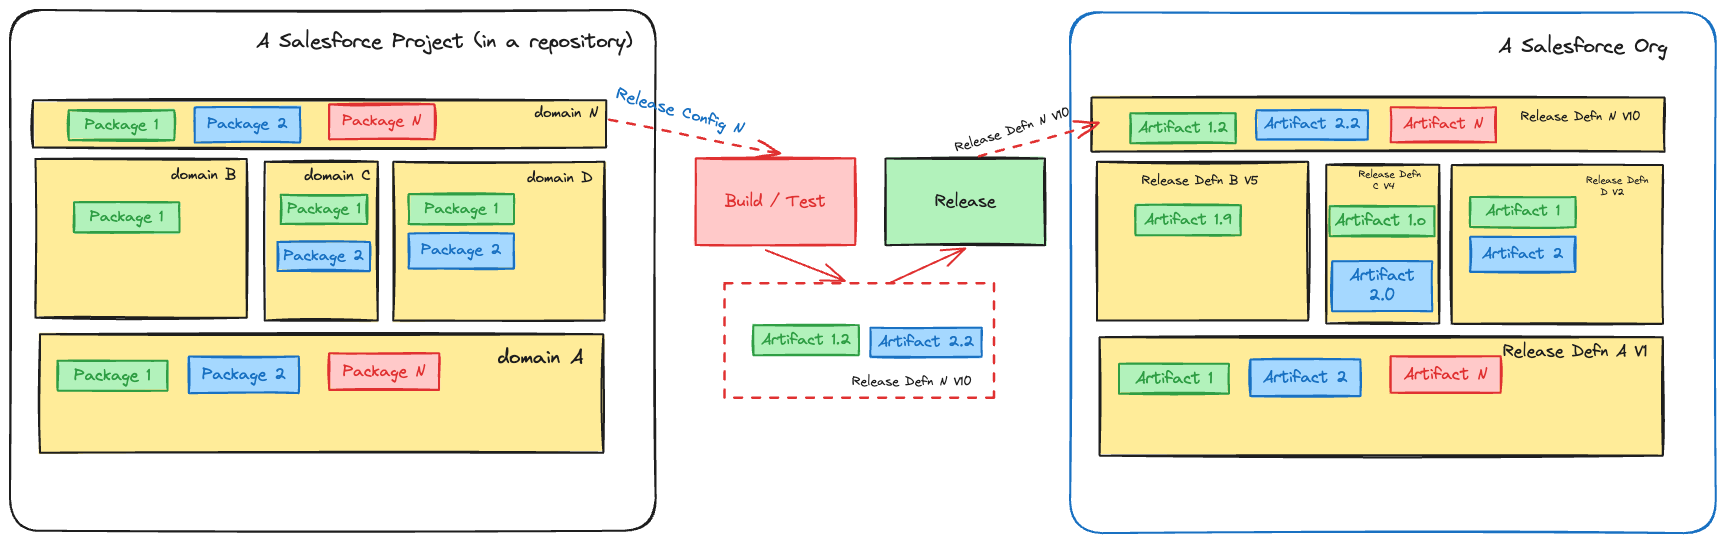 A Salesforce Project (in a repository)
Package 1
Package 2
Package N
domain N
domain B
Package 1
domain C
Package 1
Package 2
domain D
Package 1
Package 2
domain A
Package 1
Package 2
Package N
Release Config N
Build / Test
Release
Release Defn N V10
Artifact 1.2
Artifact 2.2
Release Defn N V10
A Salesforce Org
Artifact 1.2
Artifact 2.2
Artifact N
Release Defn N V10
Release Defn B V5
Artifact 1.9
Release Defn
C V4
Artifact 1.0
Artifact
2.0
Release Defn
D V2
Artifact 1
Artifact 2
Release Defn A V1
Artifact 1
Artifact 2
Artifact N